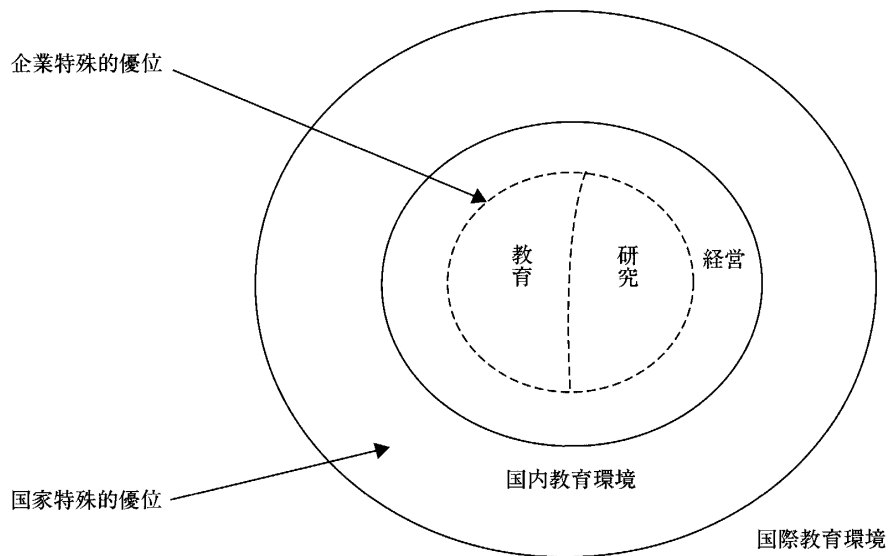 企業特殊的優位
教育
研究
経営
国内教育環境
国家特殊的優位
国際教育環境